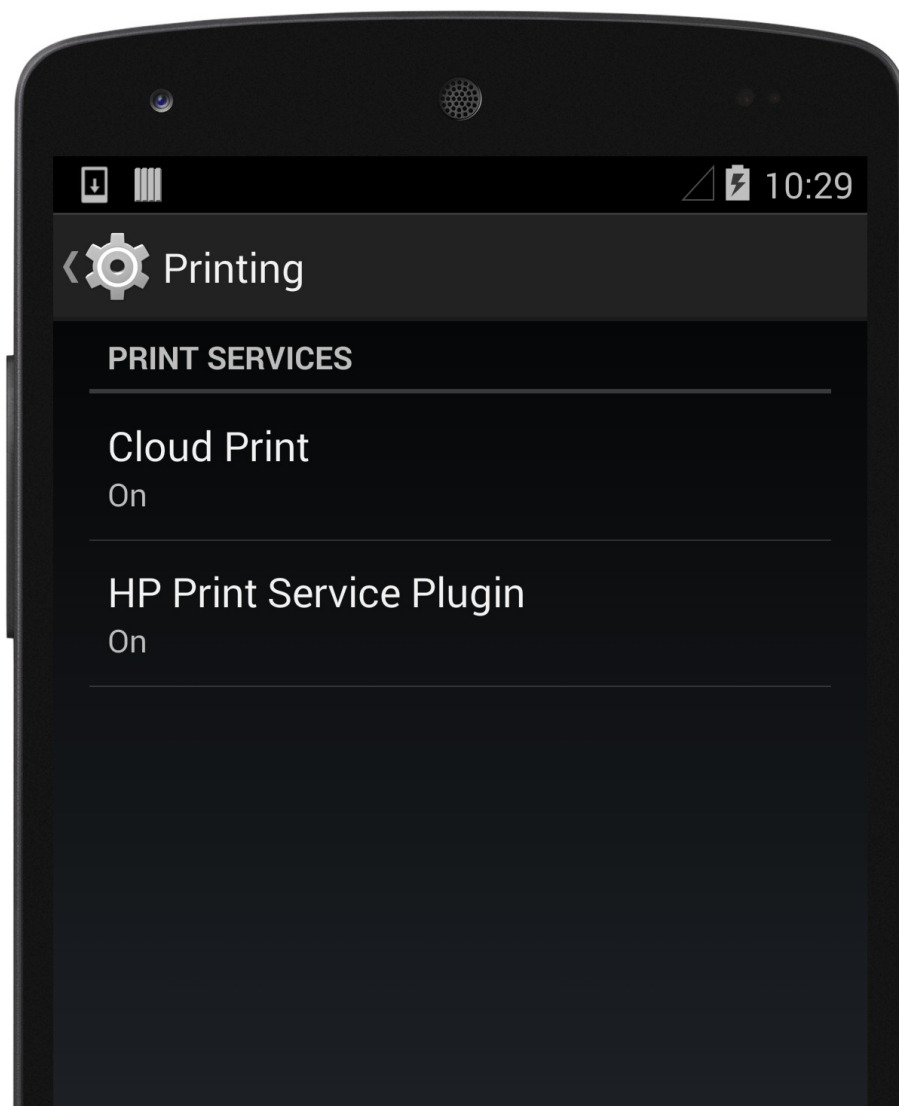 10:29
Printing
PRINT SERVICES
Cloud Print
On
HP Print Service Plugin
On